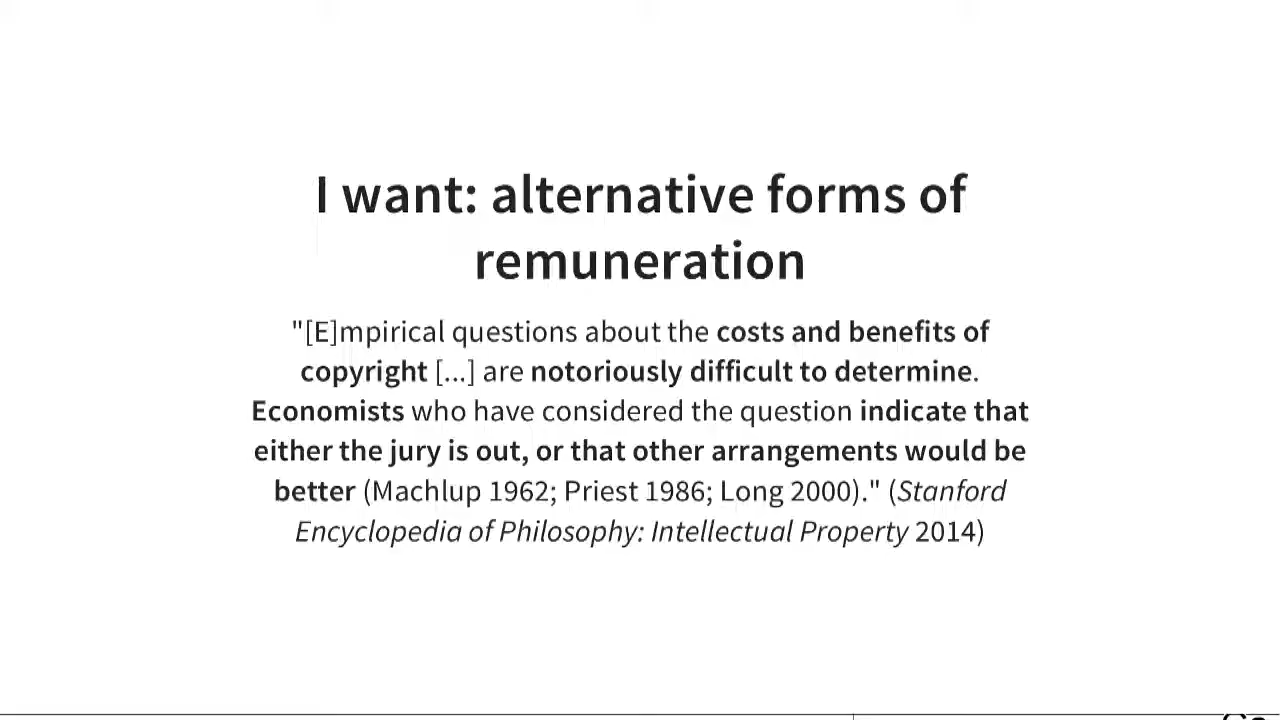 I want: alternative forms of
remuneration
"[E]mpirical questions about the costs and benefits of
copyright [...] are notoriously difficult to determine.
Economists who have considered the question indicate that
either the jury is out, or that other arrangements would be
better (Machlup 1962; Priest 1986; Long 2000)." (Stanford
Encyclopedia of Philosophy: Intellectual Property 2014)